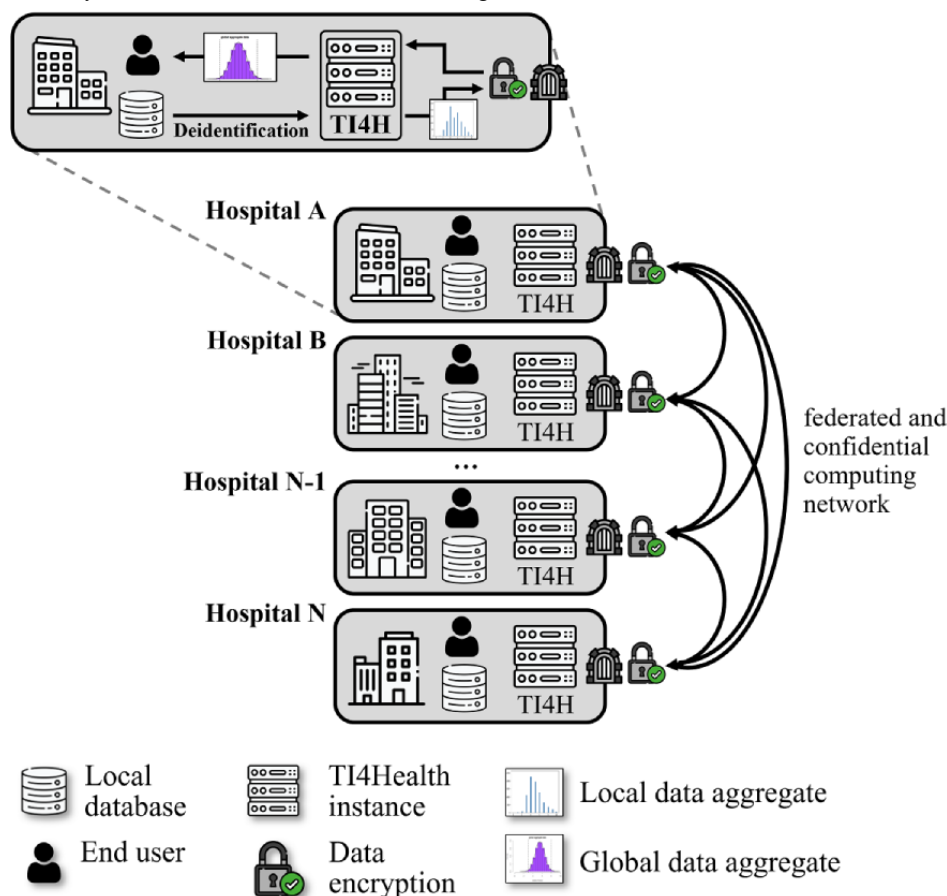 Deidentification
TI4H
Hospital A
TI4H
Hospital B
TI4H
...
Hospital N-1
TI4H
Hospital N
TI4H
federated and
confidential
computing
network
Local
database
TI4Health
instance
Local data aggregate
End user
Data
encryption
Global data aggregate